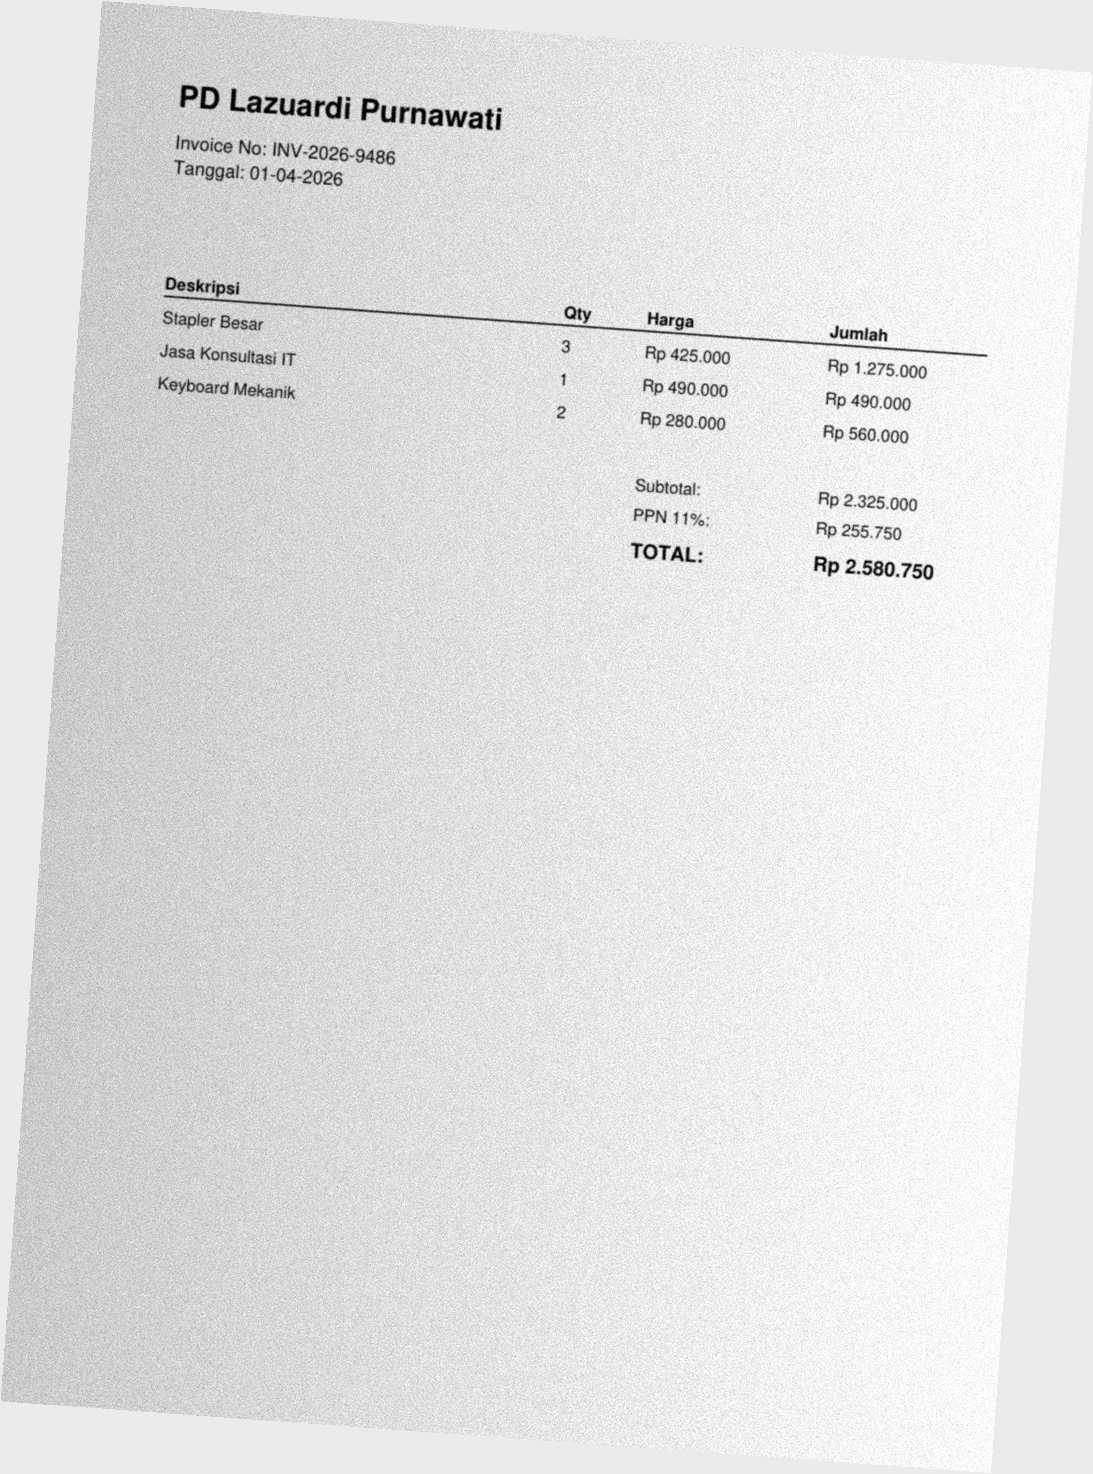 PD Lazuardi Purnawati
Invoice No: INV-2026-9486
Tanggal: 01-04-2026
Deskripsi Qty Harga Jumlah
Stapler Besar 3 Rp 425.000 Rp 1.275.000
Jasa Konsultasi IT 1 Rp 490.000 Rp 490.000
Keyboard Mekanik 2 Rp 280.000 Rp 560.000
Subtotal: Rp 2.325.000
PPN 11%: Rp 255.750
TOTAL: Rp 2.580.750